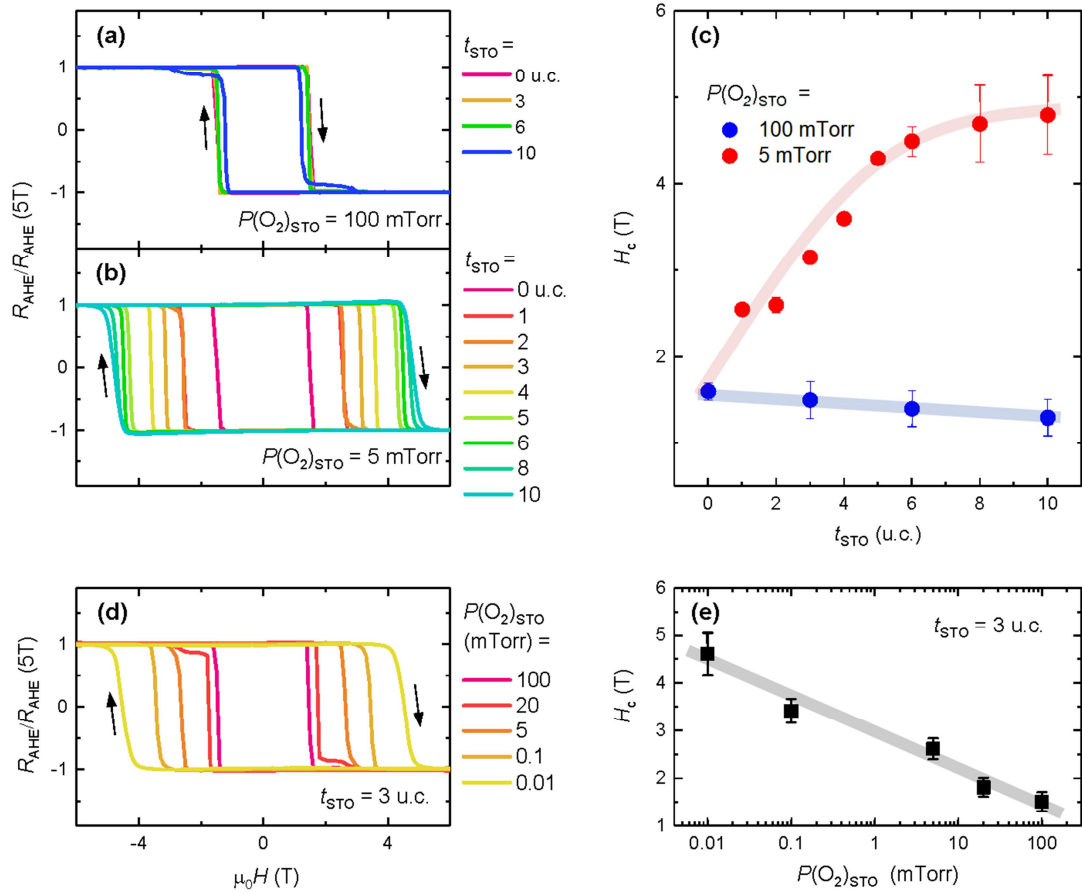 (a)
t_STO =
0 u.c.
3
6
10
P(O₂)_STO = 100 mTorr
1
0
-1
R_AHE/R_AHE (5T)
(b)
t_STO =
0 u.c.
1
2
3
4
5
6
8
10
P(O₂)_STO = 5 mTorr
1
0
-1
(c)
P(O₂)_STO =
100 mTorr
5 mTorr
6
4
2
H_c (T)
0 2 4 6 8 10
t_STO (u.c.)
(d)
P(O₂)_STO
(mTorr) =
100
20
5
0.1
0.01
t_STO = 3 u.c.
1
0
-1
R_AHE/R_AHE (5T)
-4 0 4
μ₀H (T)
(e)
t_STO = 3 u.c.
6
5
4
3
2
1
H_c (T)
0.01 0.1 1 10 100
P(O₂)_STO (mTorr)